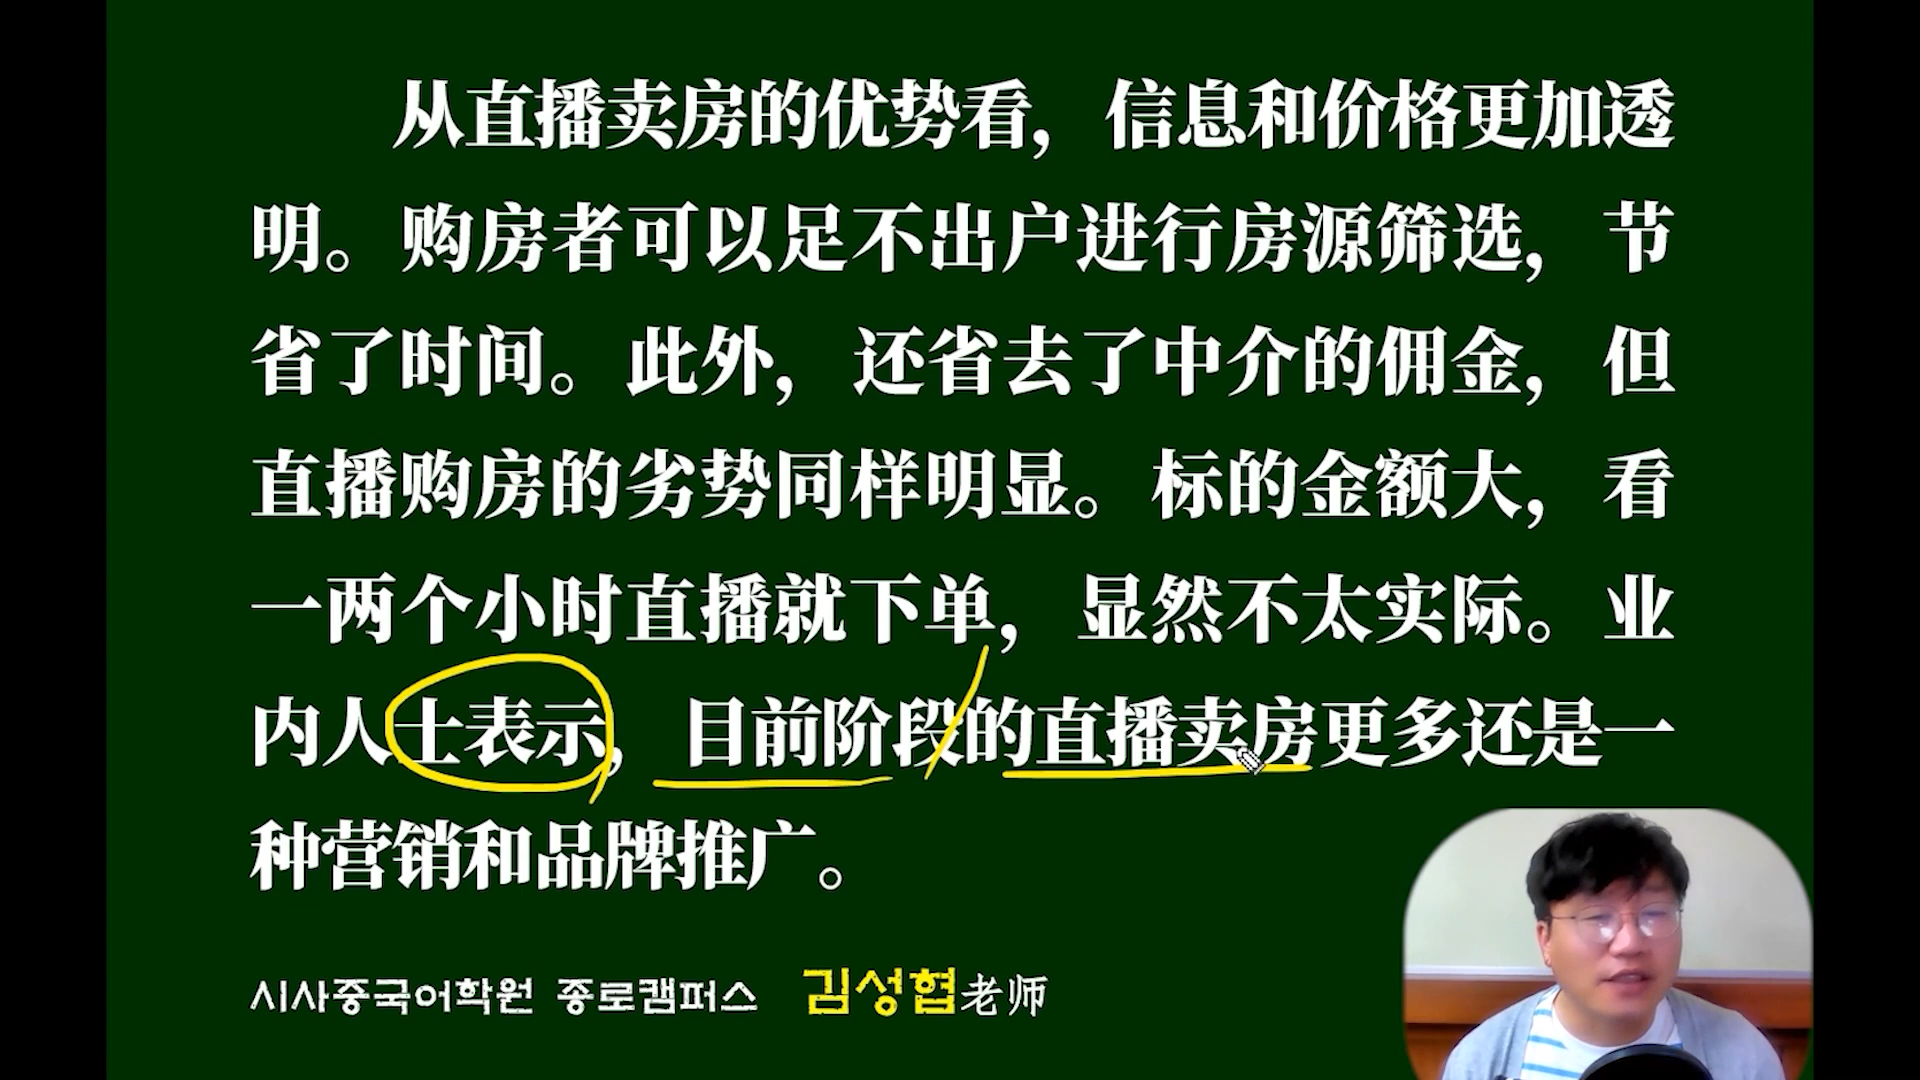 从直播卖房的优势看，信息和价格更加透
明。购房者可以足不出户进行房源筛选，节
省了时间。此外，还省去了中介的佣金，但
直播购房的劣势同样明显。标的金额大，看
一两个小时直播就下单，显然不太实际。业
内人士表示，目前阶段的直播卖房更多还是一
种营销和品牌推广。
시사중국어학원 종로캠퍼스 김성협老师